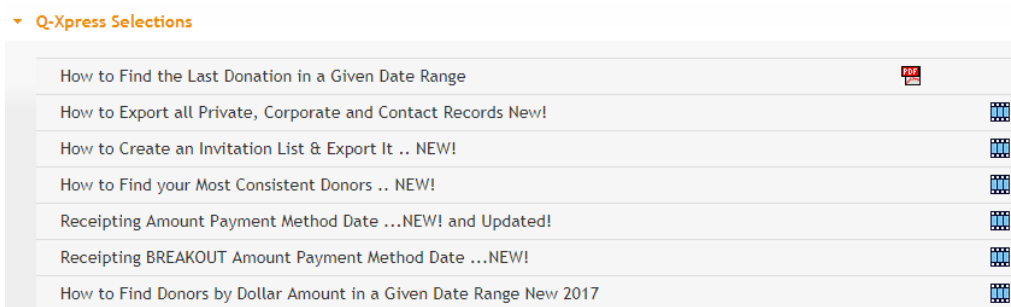 Q-Xpress Selections
How to Find the Last Donation in a Given Date Range
PDF
How to Export all Private, Corporate and Contact Records New!
How to Create an Invitation List & Export It .. NEW!
How to Find your Most Consistent Donors .. NEW!
Receipting Amount Payment Method Date ...NEW! and Updated!
Receipting BREAKOUT Amount Payment Method Date ...NEW!
How to Find Donors by Dollar Amount in a Given Date Range New 2017